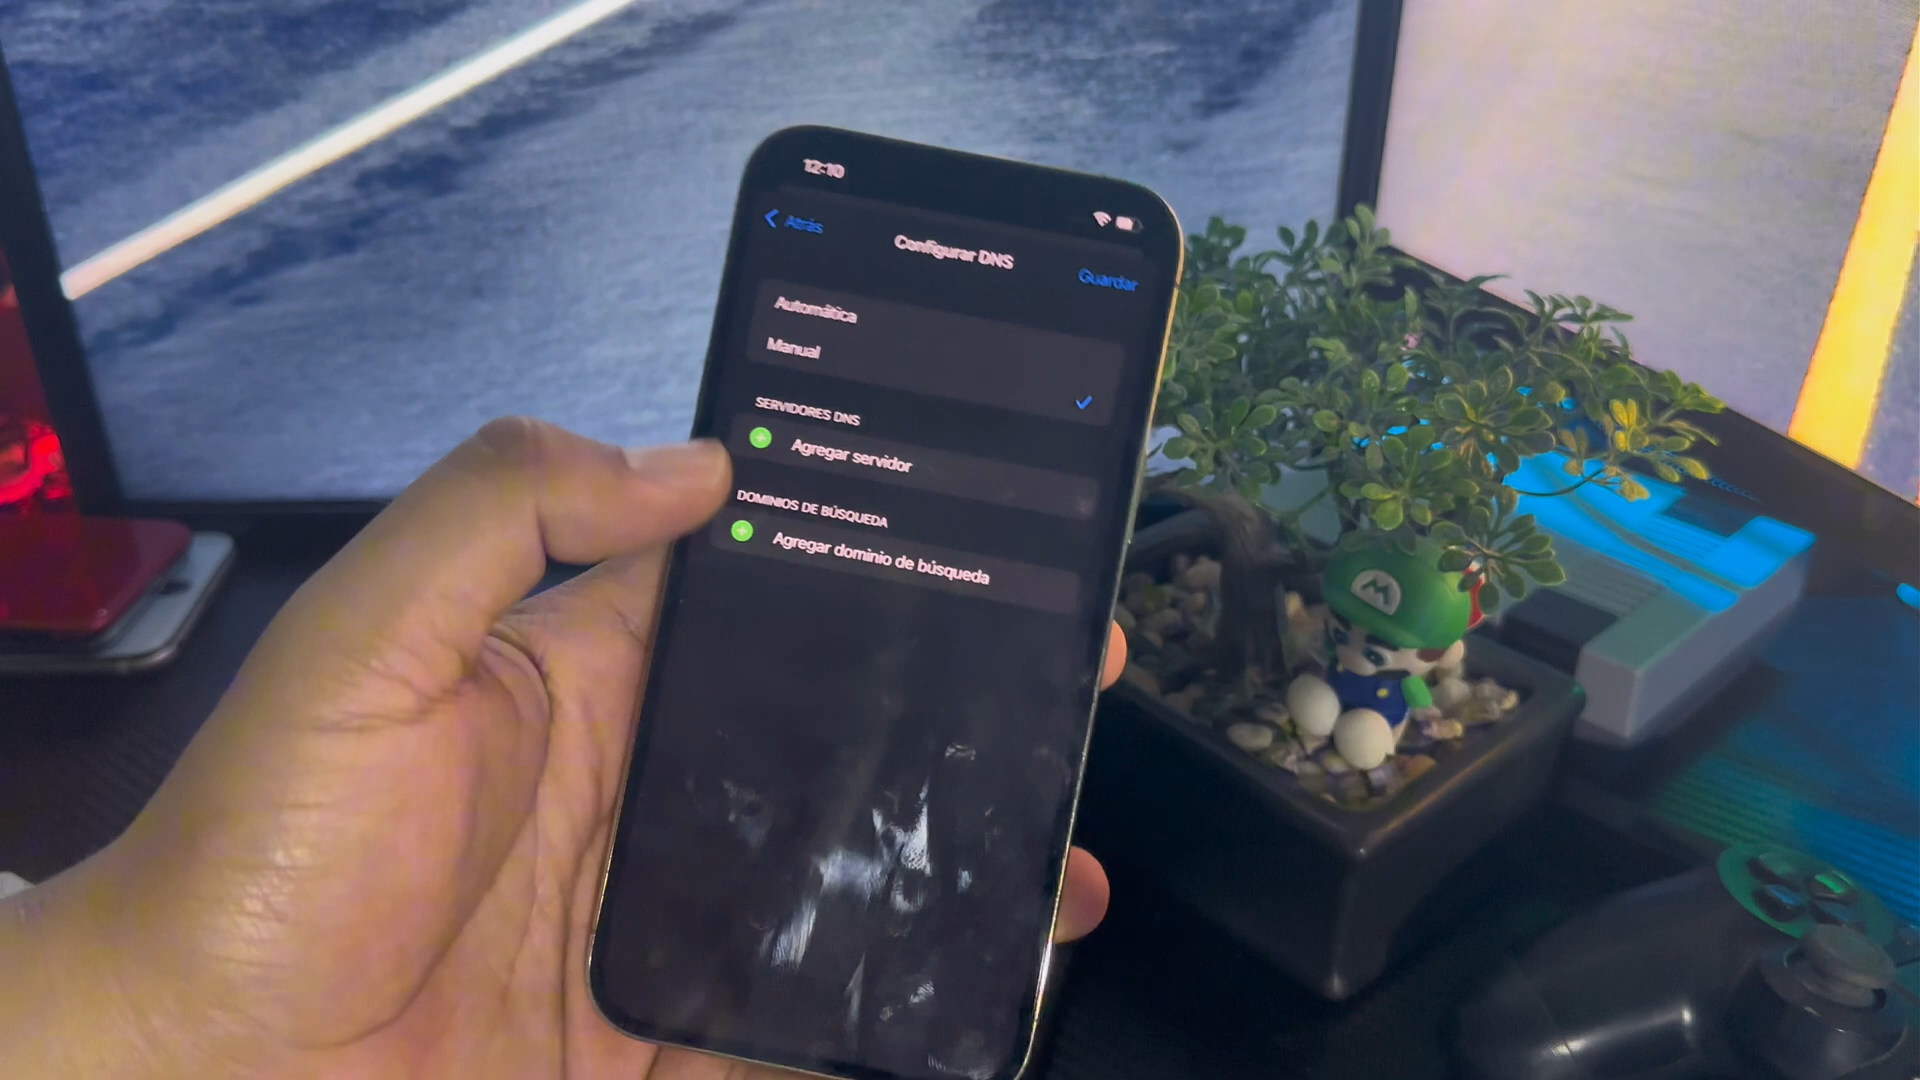 12:10
Atrás
Configurar DNS
Guardar
Automática
Manual
SERVIDORES DNS
Agregar servidor
DOMINIOS DE BÚSQUEDA
Agregar dominio de búsqueda
M